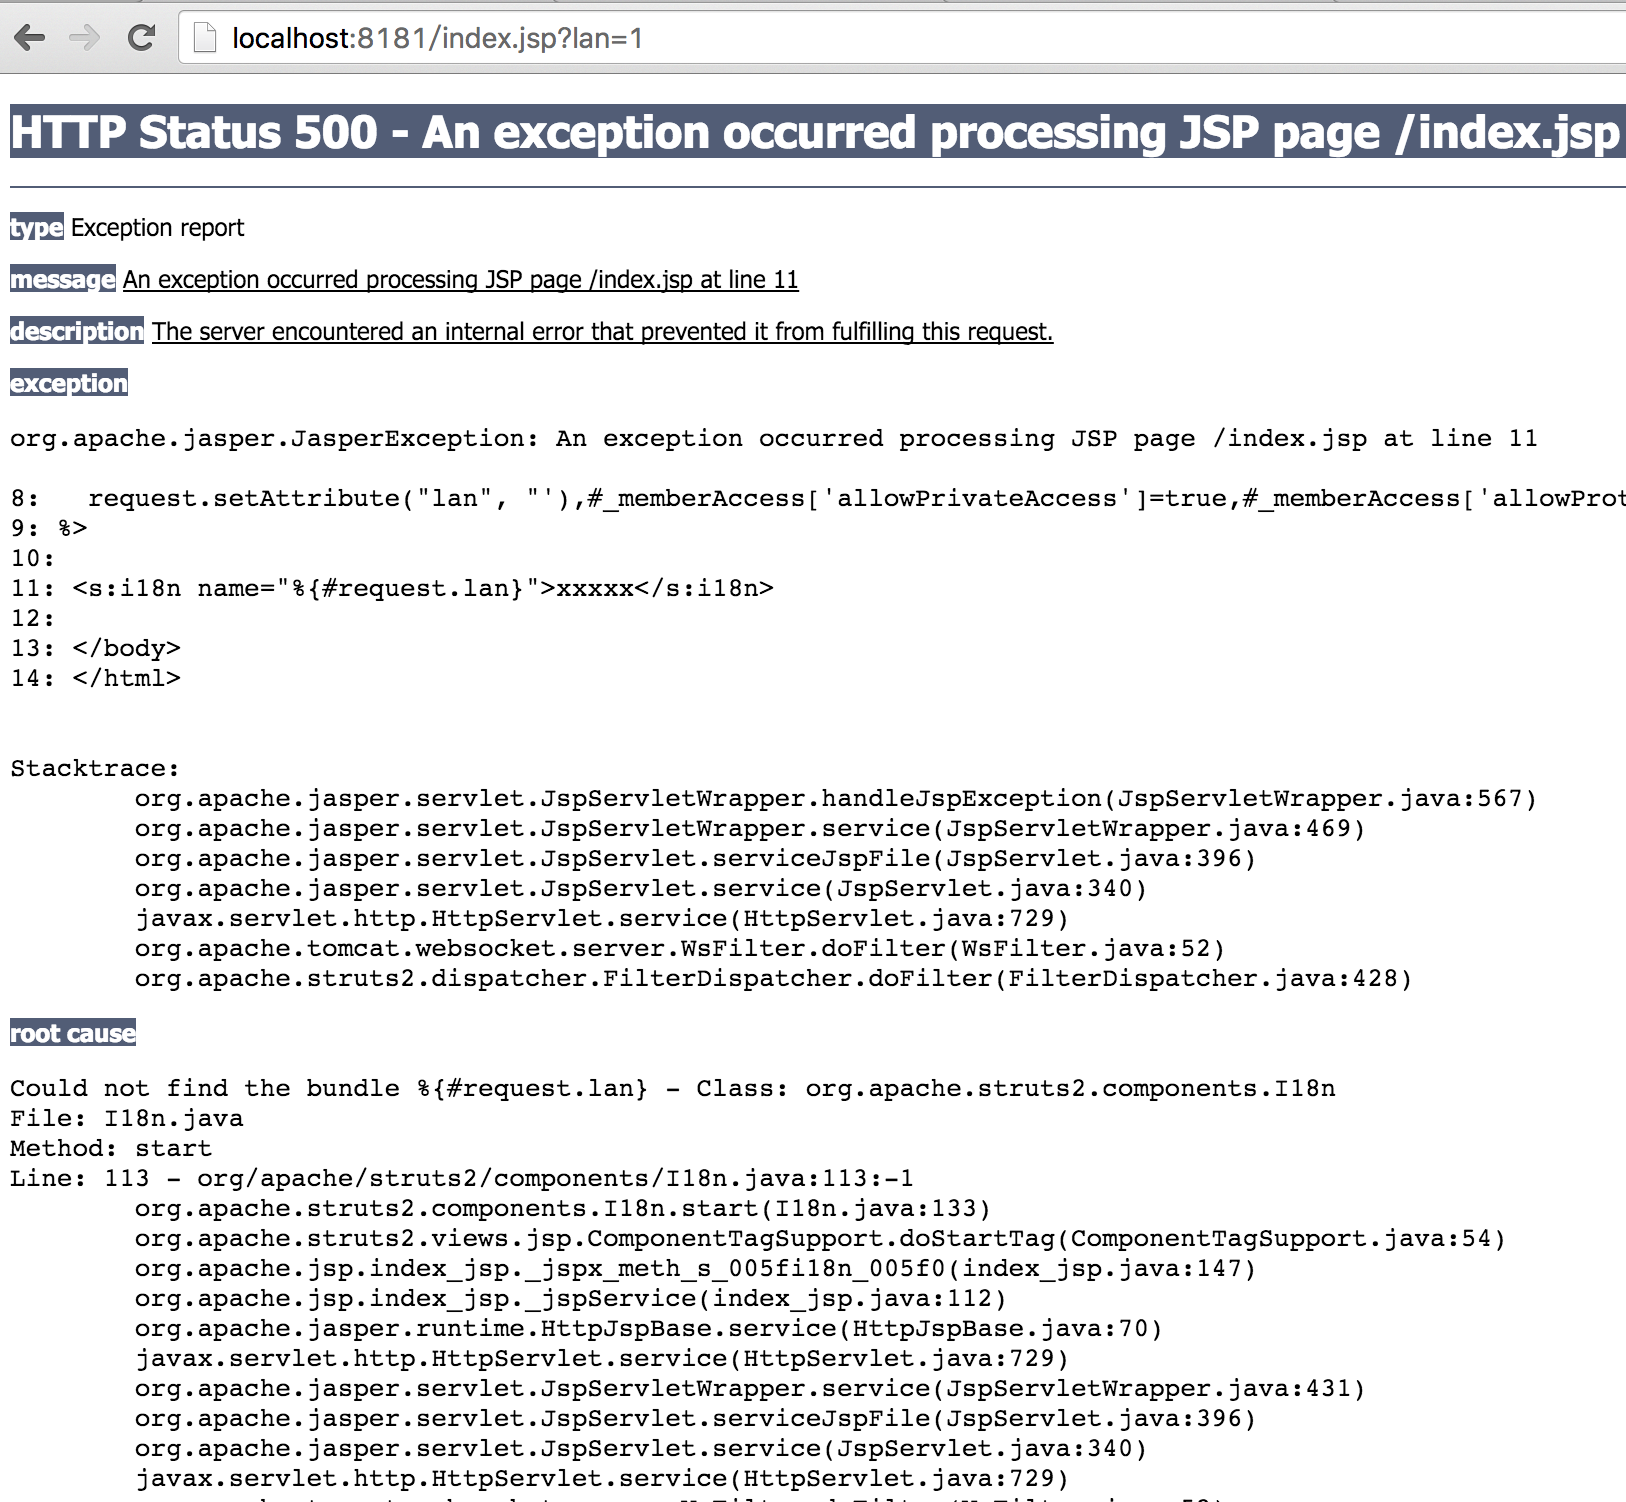 localhost:8181/index.jsp?lan=1
HTTP Status 500 - An exception occurred processing JSP page /index.jsp
type Exception report
message An exception occurred processing JSP page /index.jsp at line 11
description The server encountered an internal error that prevented it from fulfilling this request.
exception
org.apache.jasper.JasperException: An exception occurred processing JSP page /index.jsp at line 11
8:   request.setAttribute("lan", "'),#_memberAccess['allowPrivateAccess']=true,#_memberAccess['allowProt
9: %>
10:
11: <s:i18n name="%{#request.lan}">xxxxx</s:i18n>
12:
13: </body>
14: </html>
Stacktrace:
org.apache.jasper.servlet.JspServletWrapper.handleJspException(JspServletWrapper.java:567)
org.apache.jasper.servlet.JspServletWrapper.service(JspServletWrapper.java:469)
org.apache.jasper.servlet.JspServlet.serviceJspFile(JspServlet.java:396)
org.apache.jasper.servlet.JspServlet.service(JspServlet.java:340)
javax.servlet.http.HttpServlet.service(HttpServlet.java:729)
org.apache.tomcat.websocket.server.WsFilter.doFilter(WsFilter.java:52)
org.apache.struts2.dispatcher.FilterDispatcher.doFilter(FilterDispatcher.java:428)
root cause
Could not find the bundle %{#request.lan} - Class: org.apache.struts2.components.I18n
File: I18n.java
Method: start
Line: 113 - org/apache/struts2/components/I18n.java:113:-1
org.apache.struts2.components.I18n.start(I18n.java:133)
org.apache.struts2.views.jsp.ComponentTagSupport.doStartTag(ComponentTagSupport.java:54)
org.apache.jsp.index_jsp._jspx_meth_s_005fi18n_005f0(index_jsp.java:147)
org.apache.jsp.index_jsp._jspService(index_jsp.java:112)
org.apache.jasper.runtime.HttpJspBase.service(HttpJspBase.java:70)
javax.servlet.http.HttpServlet.service(HttpServlet.java:729)
org.apache.jasper.servlet.JspServletWrapper.service(JspServletWrapper.java:431)
org.apache.jasper.servlet.JspServlet.serviceJspFile(JspServlet.java:396)
org.apache.jasper.servlet.JspServlet.service(JspServlet.java:340)
javax.servlet.http.HttpServlet.service(HttpServlet.java:729)